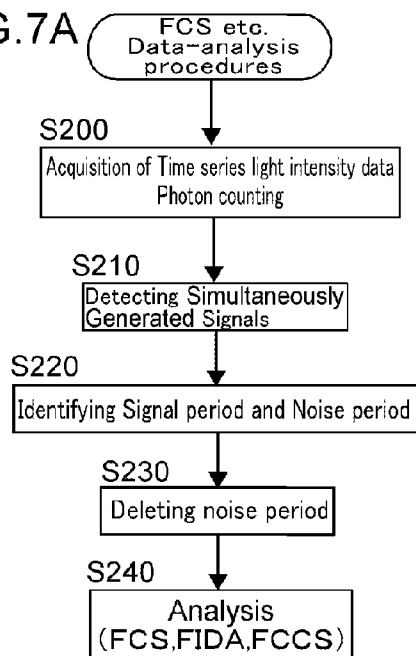 G.7A
FCS etc.
Data-analysis
procedures
S200
Acquisition of Time series light intensity data
Photon counting
S210
Detecting Simultaneously
Generated Signals
S220
Identifying Signal period and Noise period
S230
Deleting noise period
S240
Analysis
(FCS,FIDA,FCCS)